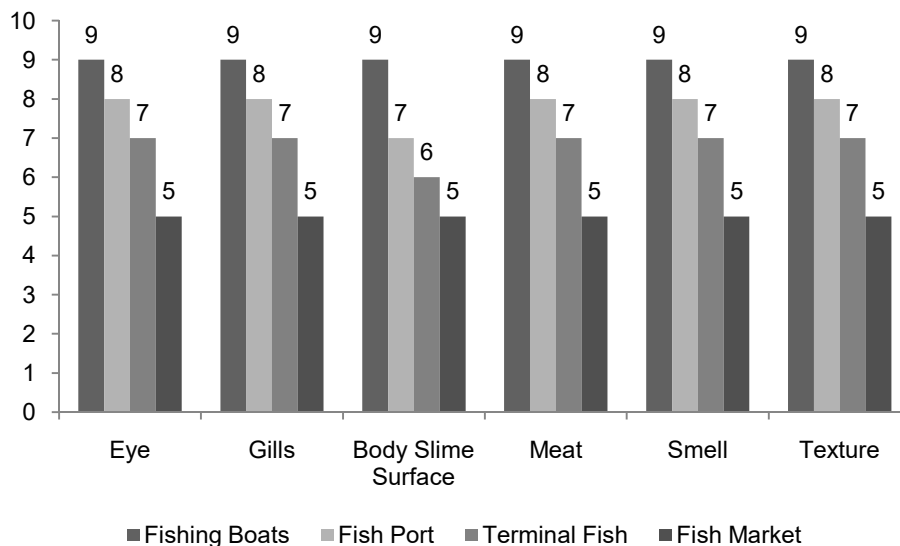 10
9
8
7
6
5
4
3
2
1
0
9 8 7 5
9 8 7 5
9 7 6 5
9 8 7 5
9 8 7 5
9 8 7 5
Eye
Gills
Body Slime
Surface
Meat
Smell
Texture
Fishing Boats Fish Port Terminal Fish Fish Market